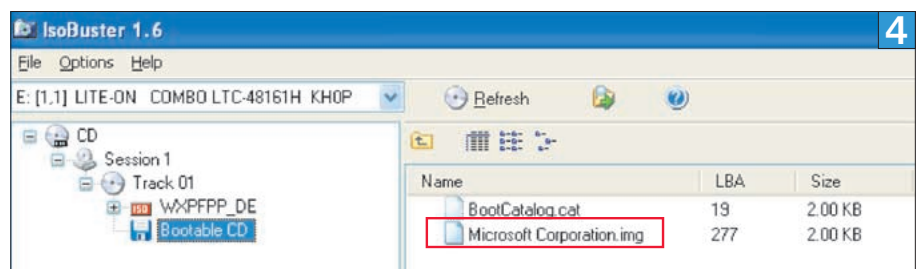 IsoBuster 1.6
4
File Options Help
E: [1,1] LITE-ON COMBO LTC-48161H KH0P
Refresh
CD
Session 1
Track 01
ISO WXPFPP_DE
Bootable CD
Name LBA Size
BootCatalog.cat 19 2.00 KB
Microsoft Corporation.img 277 2.00 KB